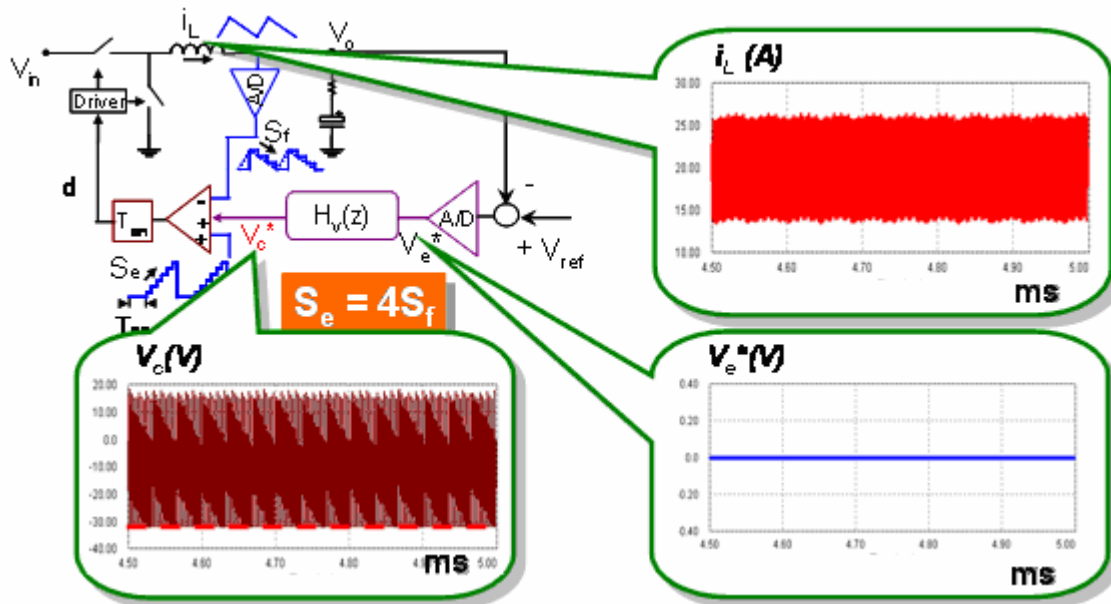 i_L
V_o
V_in
A/D
Driver
S_f
d
-
+
+
H_v(z)
A/D
-
V_c*
V_e*
+ V_ref
S_e
S_e = 4S_f
i_L (A)
30.00
25.00
20.00
15.00
10.00
4.50 4.60 4.70 4.80 4.90 5.00
ms
V_c(V)
20.00
10.00
0.0
-10.00
-20.00
-30.00
-40.00
4.50 4.60 4.70 4.80 4.90 5.00
ms
V_e*(V)
0.40
0.20
0.0
-0.20
-0.40
4.50 4.60 4.70 4.80 4.90 5.00
ms